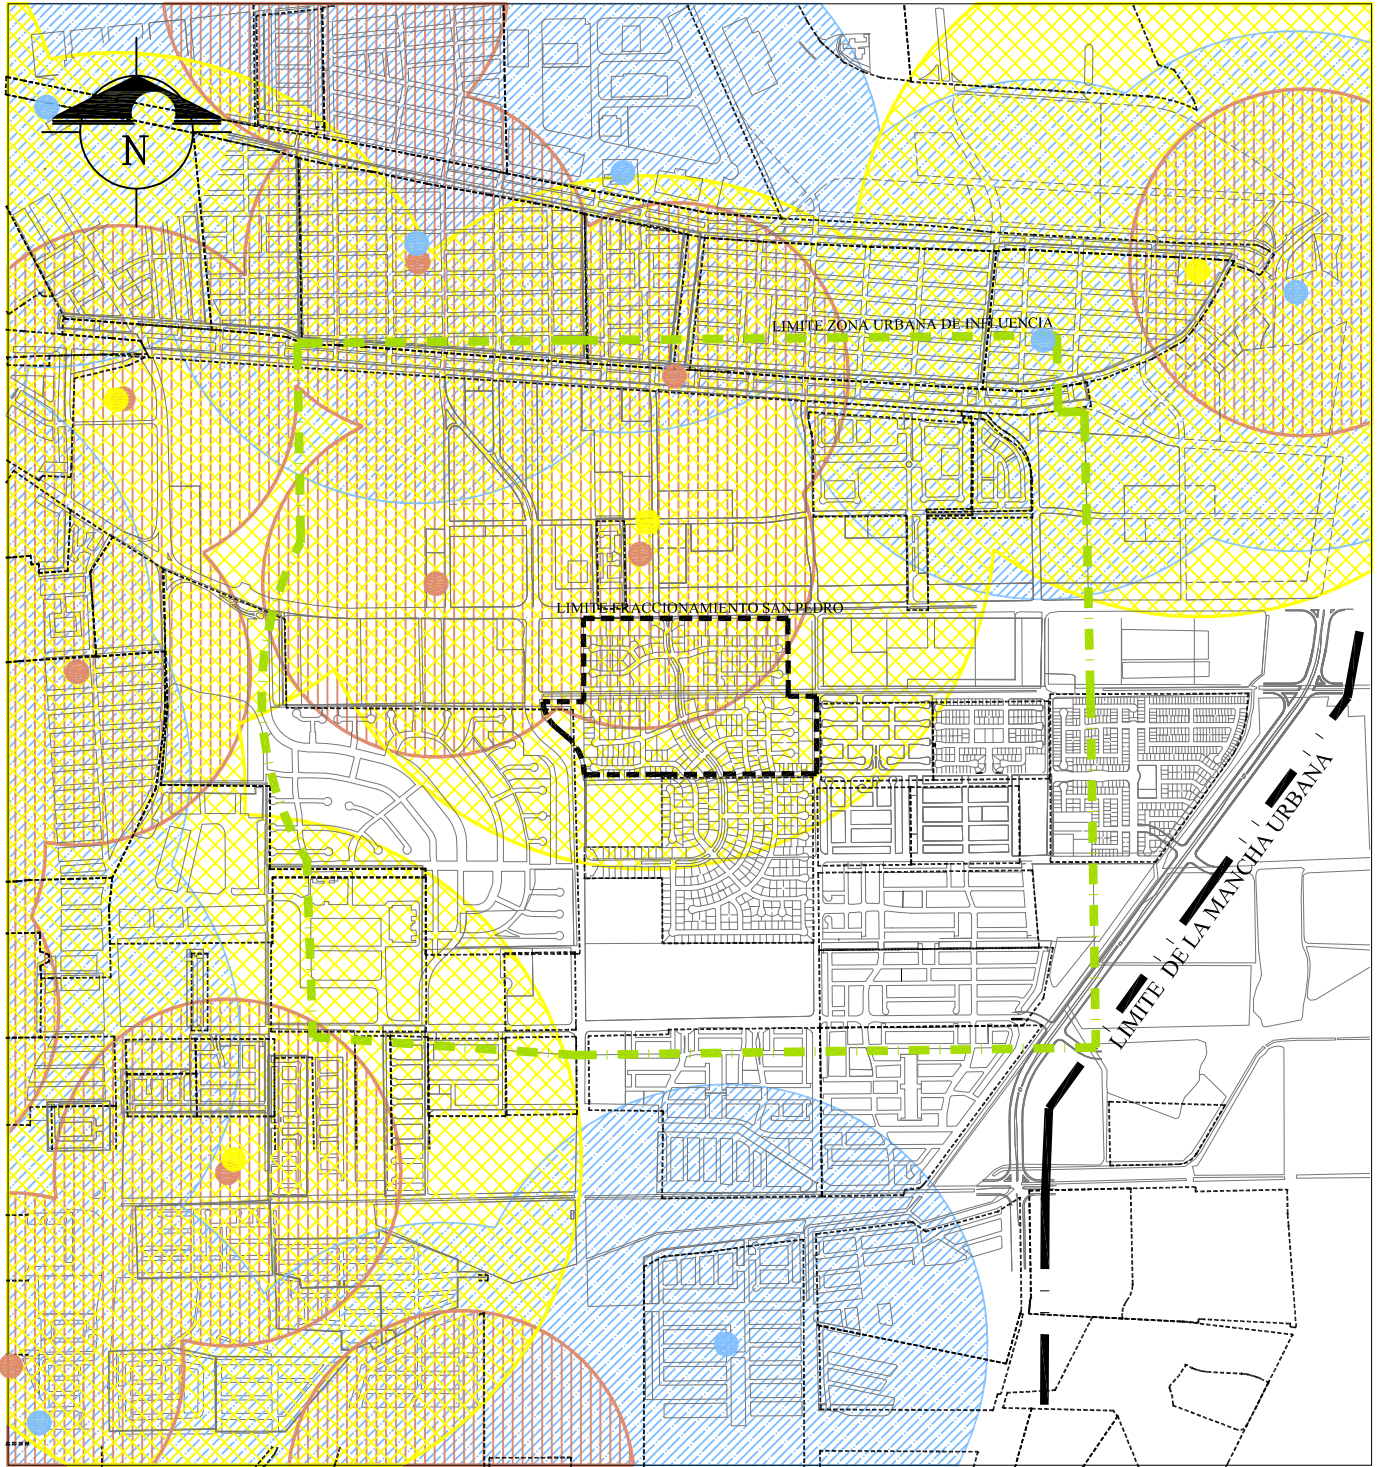 N
LIMITE ZONA URBANA DE INFLUENCIA
LIMITE FRACCIONAMIENTO SAN PEDRO
LIMITE DE LA MANCHA URBANA